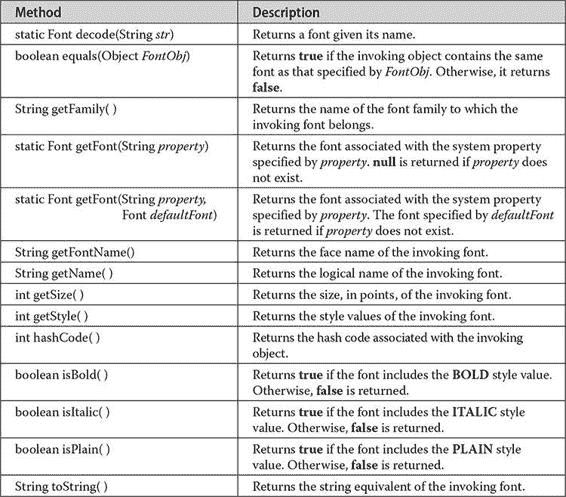 Method Description
static Font decode(String str) Returns a font given its name.
boolean equals(Object FontObj) Returns true if the invoking object contains the same
font as that specified by FontObj. Otherwise, it returns
false.
String getFamily( ) Returns the name of the font family to which the
invoking font belongs.
static Font getFont(String property) Returns the font associated with the system property
specified by property. null is returned if property does
not exist.
static Font getFont(String property, Returns the font associated with the system property
Font defaultFont) specified by property. The font specified by defaultFont
is returned if property does not exist.
String getFontName() Returns the face name of the invoking font.
String getName( ) Returns the logical name of the invoking font.
int getSize( ) Returns the size, in points, of the invoking font.
int getStyle( ) Returns the style values of the invoking font.
int hashCode( ) Returns the hash code associated with the invoking
object.
boolean isBold( ) Returns true if the font includes the BOLD style value.
Otherwise, false is returned.
boolean isItalic( ) Returns true if the font includes the ITALIC style
value. Otherwise, false is returned.
boolean isPlain( ) Returns true if the font includes the PLAIN style
value. Otherwise, false is returned.
String toString( ) Returns the string equivalent of the invoking font.